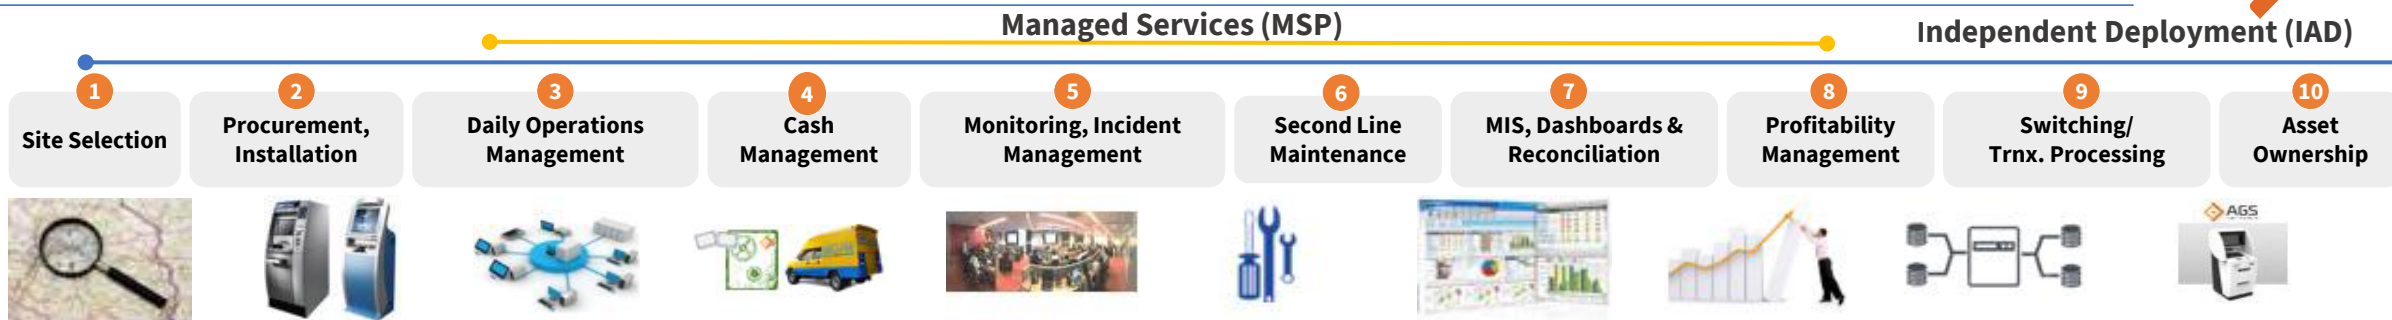 Managed Services (MSP)
Independent Deployment (IAD)
1
Site Selection
2
Procurement,
Installation
3
Daily Operations
Management
4
Cash
Management
5
Monitoring, Incident
Management
6
Second Line
Maintenance
7
MIS, Dashboards &
Reconciliation
8
Profitability
Management
9
Switching/
Trnx. Processing
10
Asset
Ownership
AGS